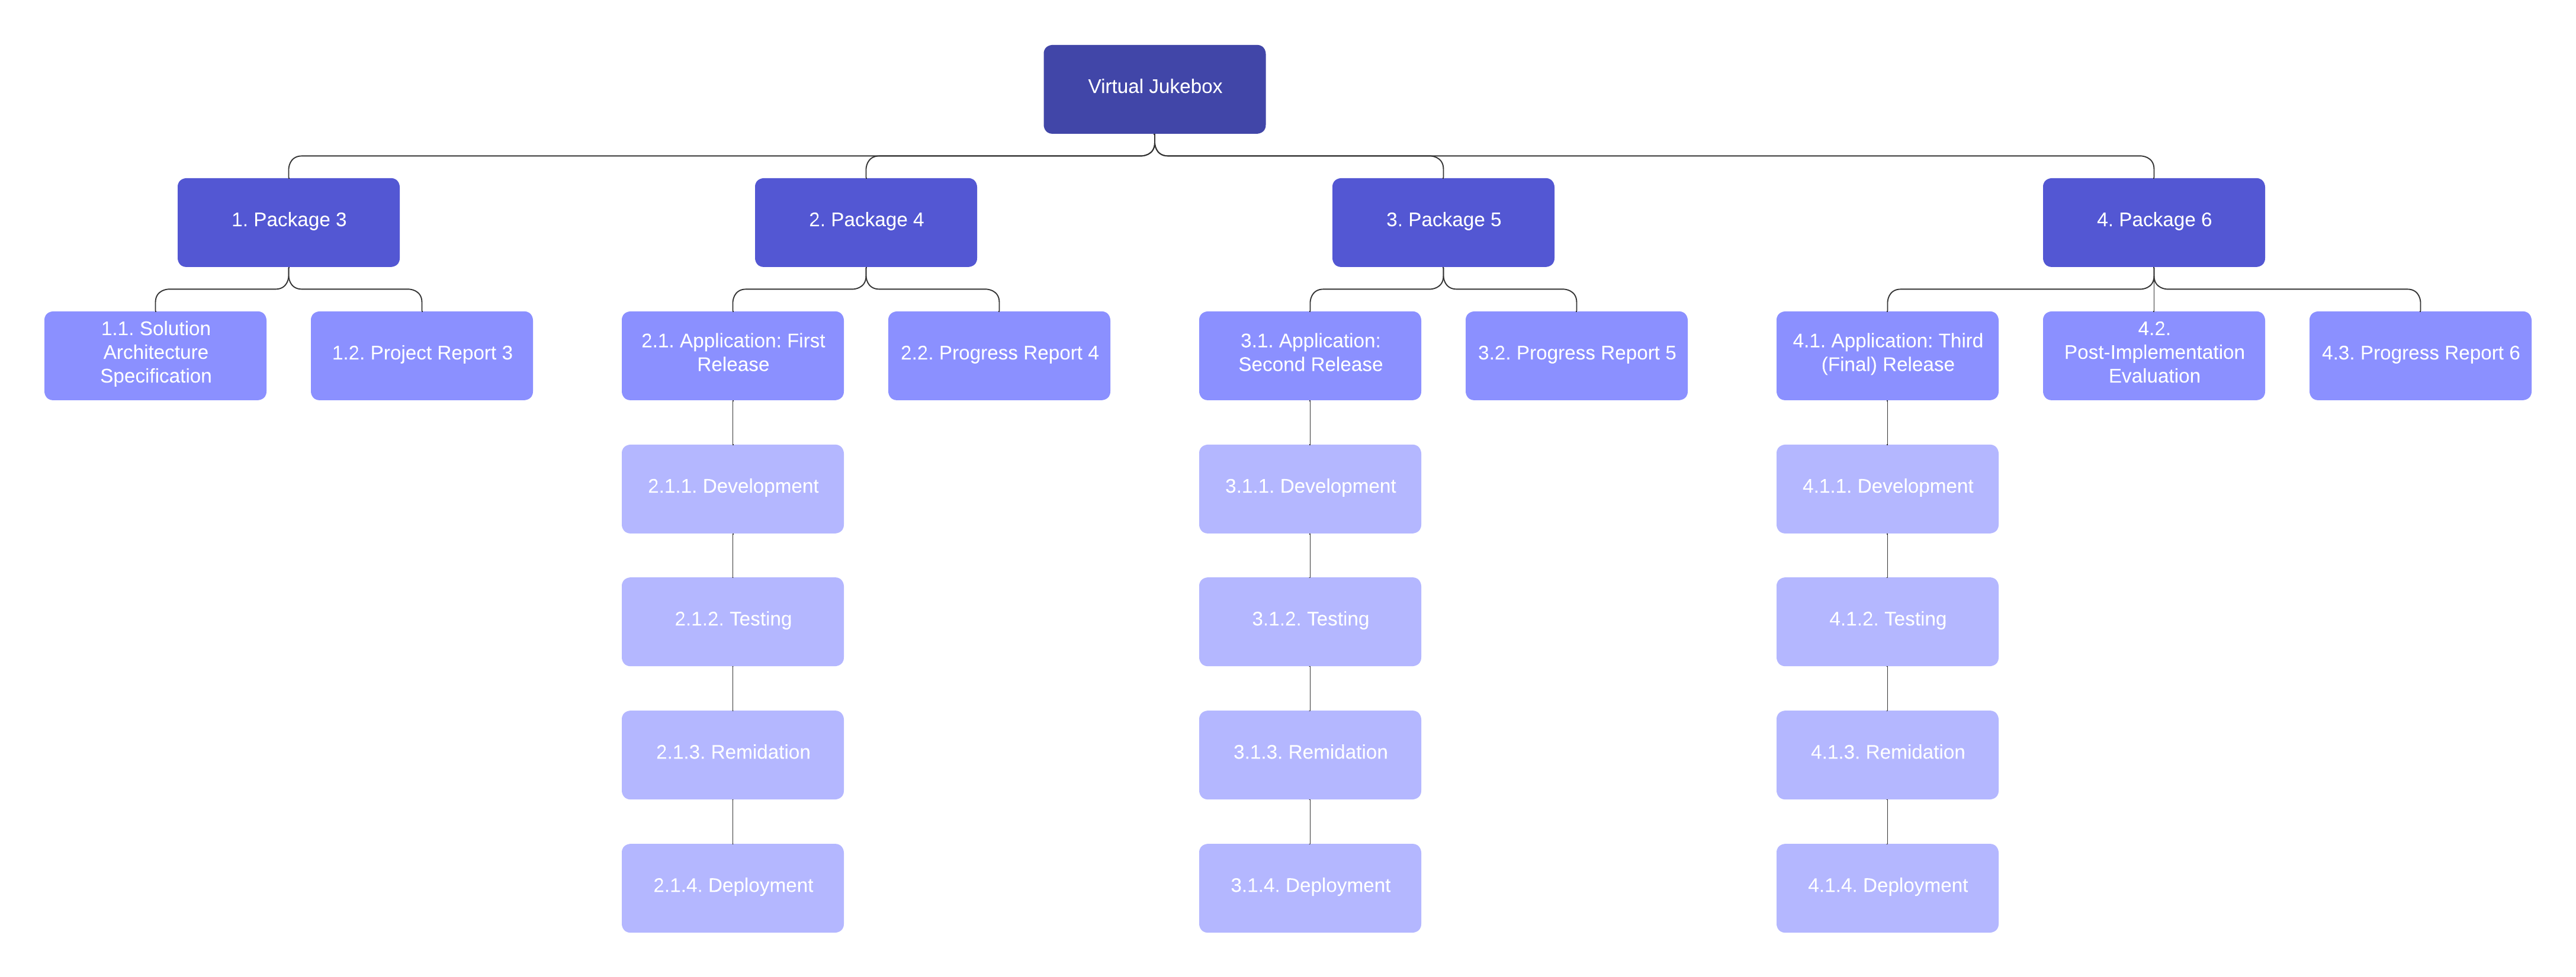 Virtual Jukebox
1. Package 3
2. Package 4
3. Package 5
4. Package 6
1.1. Solution
Architecture
Specification
1.2. Project Report 3
2.1. Application: First
Release
2.2. Progress Report 4
3.1. Application:
Second Release
3.2. Progress Report 5
4.1. Application: Third
(Final) Release
4.2.
Post-Implementation
Evaluation
4.3. Progress Report 6
2.1.1. Development
3.1.1. Development
4.1.1. Development
2.1.2. Testing
3.1.2. Testing
4.1.2. Testing
2.1.3. Remidation
3.1.3. Remidation
4.1.3. Remidation
2.1.4. Deployment
3.1.4. Deployment
4.1.4. Deployment